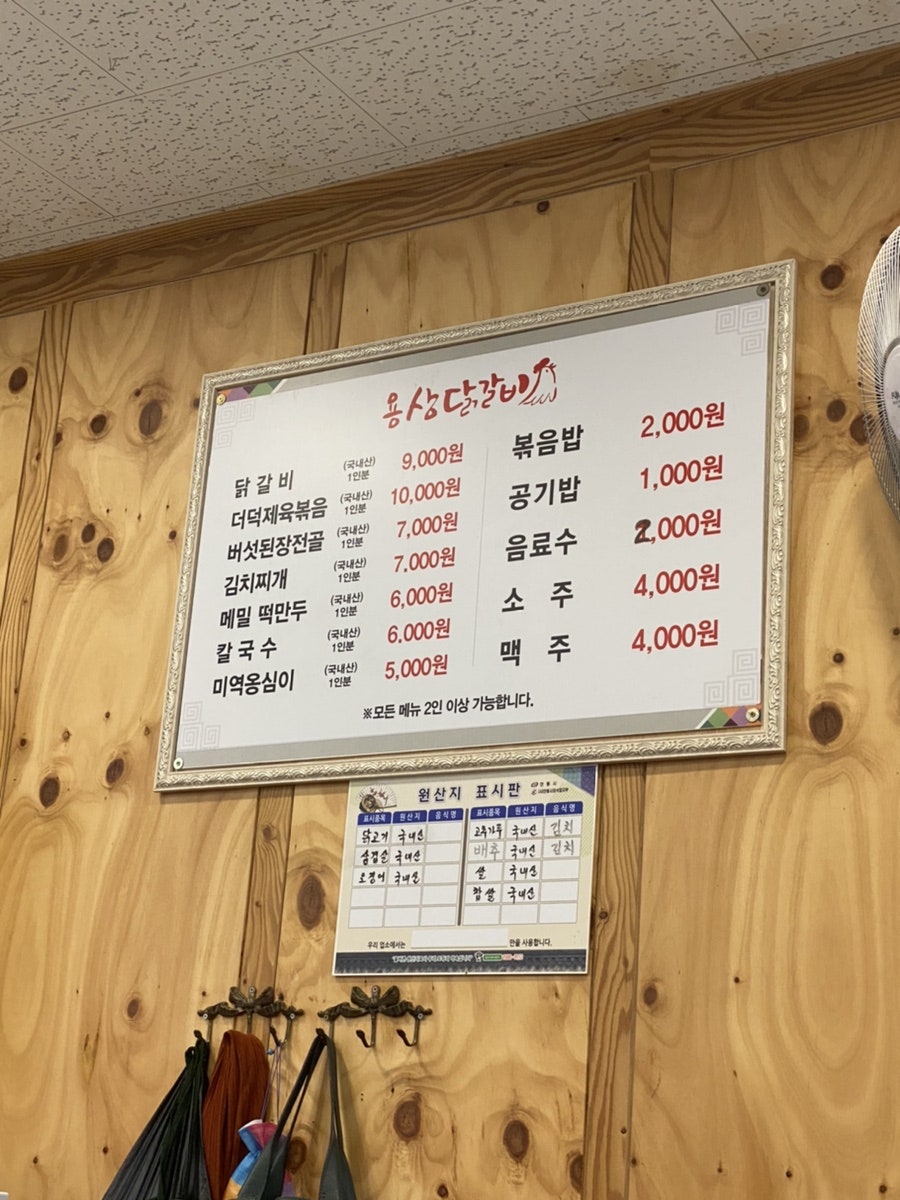 용상닭갈비
닭갈비 (국내산) 1인분 9,000원
더덕제육볶음 (국내산) 1인분 10,000원
버섯된장전골 (국내산) 1인분 7,000원
김치찌개 (국내산) 1인분 7,000원
메밀 떡만두 (국내산) 1인분 6,000원
칼국수 (국내산) 1인분 6,000원
미역옹심이 (국내산) 1인분 5,000원
볶음밥 2,000원
공기밥 1,000원
음료수 2,000원
소주 4,000원
맥주 4,000원
※모든 메뉴 2인 이상 가능합니다.
원산지 표시판
표시품목 원산지 음식명
닭고기 국내산
삼겹살 국내산
오징어 국내산
표시품목 원산지 음식명
고추가루 국내산 김치
배추 국내산 김치
쌀 국내산
찹쌀 국내산
우리 업소에서는 만을 사용합니다.